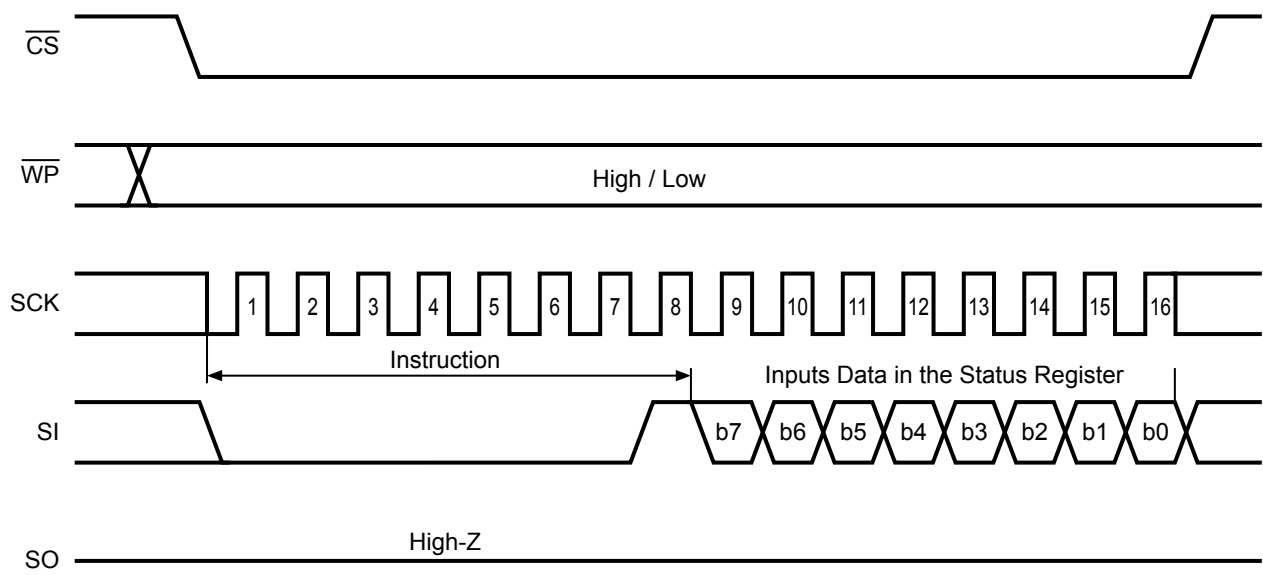 CS
WP
High / Low
SCK
1 2 3 4 5 6 7 8 9 10 11 12 13 14 15 16
Instruction
Inputs Data in the Status Register
SI
b7 b6 b5 b4 b3 b2 b1 b0
High-Z
SO